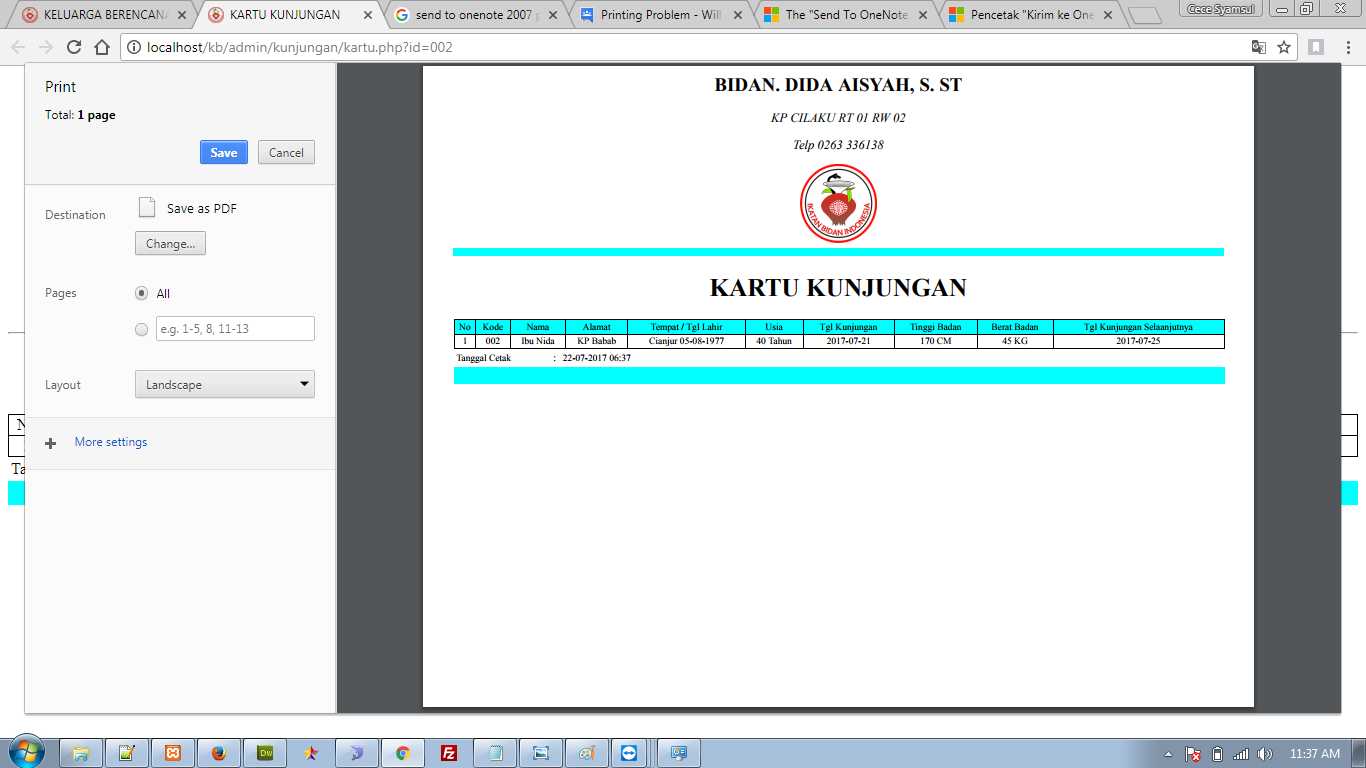 KELUARGA BERENCANA
KARTU KUNJUNGAN
send to onenote 2007 p
Printing Problem - Will
The "Send To OneNote
Pencetak "Kirim ke One
Cece Syamsul
localhost/kb/admin/kunjungan/kartu.php?id=002
Print
Total: 1 page
Save
Cancel
Destination
Save as PDF
Change...
Pages
All
e.g. 1-5, 8, 11-13
Layout
Landscape
More settings
N
Ta
BIDAN. DIDA AISYAH, S. ST
KP CILAKU RT 01 RW 02
Telp 0263 336138
IKATAN BIDAN INDONESIA
KARTU KUNJUNGAN
No Kode Nama Alamat Tempat / Tgl Lahir Usia Tgl Kunjungan Tinggi Badan Berat Badan Tgl Kunjungan Selaanjutnya
1 002 Ibu Nida KP Babab Cianjur 05-08-1977 40 Tahun 2017-07-21 170 CM 45 KG 2017-07-25
Tanggal Cetak : 22-07-2017 06:37
Dw
Fz
11:37 AM